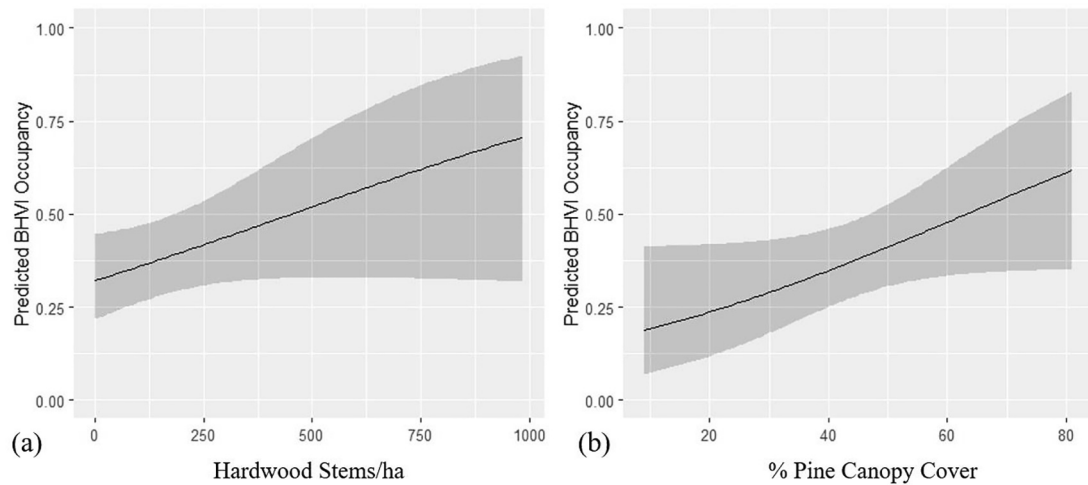 1.00
0.75
0.50
0.25
0.00
Predicted BHVI Occupancy
0 250 500 750 1000
(a)
Hardwood Stems/ha
1.00
0.75
0.50
0.25
0.00
Predicted BHVI Occupancy
20 40 60 80
(b)
% Pine Canopy Cover